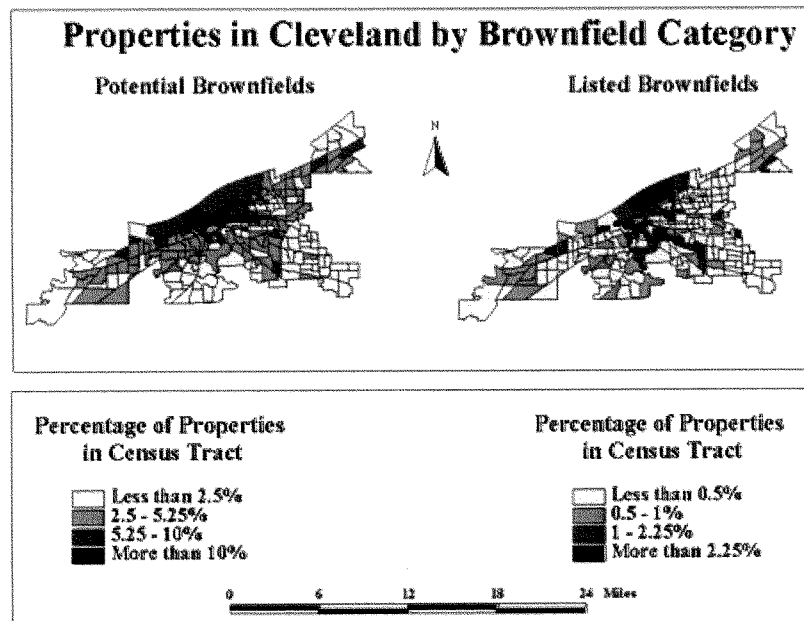 Properties in Cleveland by Brownfield Category
Potential Brownfields
Listed Brownfields
N
Percentage of Properties
in Census Tract
Less than 2.5%
2.5 - 5.25%
5.25 - 10%
More than 10%
Percentage of Properties
in Census Tract
Less than 0.5%
0.5 - 1%
1 - 2.25%
More than 2.25%
0 6 12 18 24 Miles